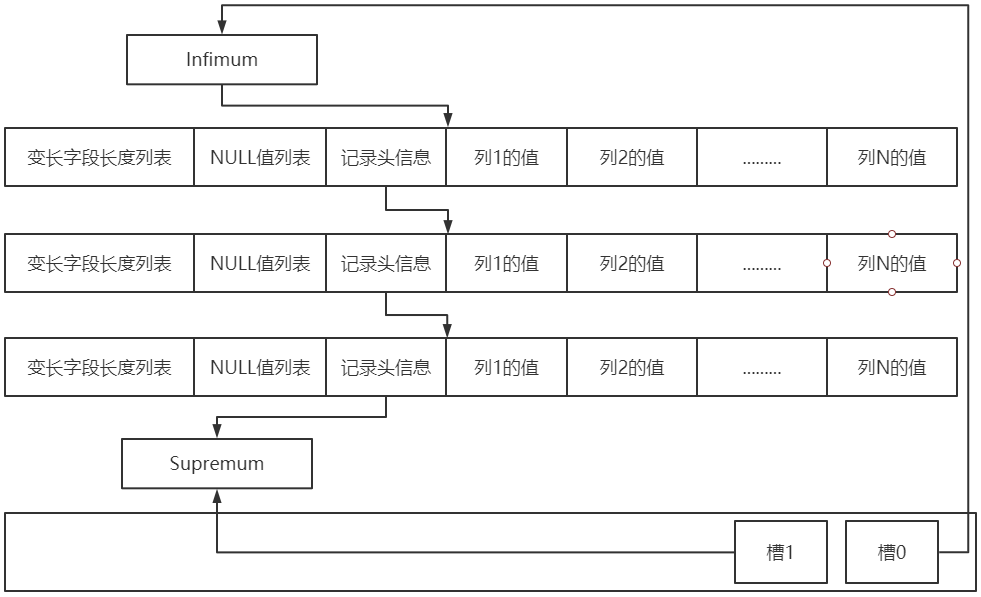 Infimum
变长字段长度列表 NULL值列表 记录头信息 列1的值 列2的值 ......... 列N的值
变长字段长度列表 NULL值列表 记录头信息 列1的值 列2的值 ......... 列N的值
变长字段长度列表 NULL值列表 记录头信息 列1的值 列2的值 ......... 列N的值
Supremum
槽1 槽0